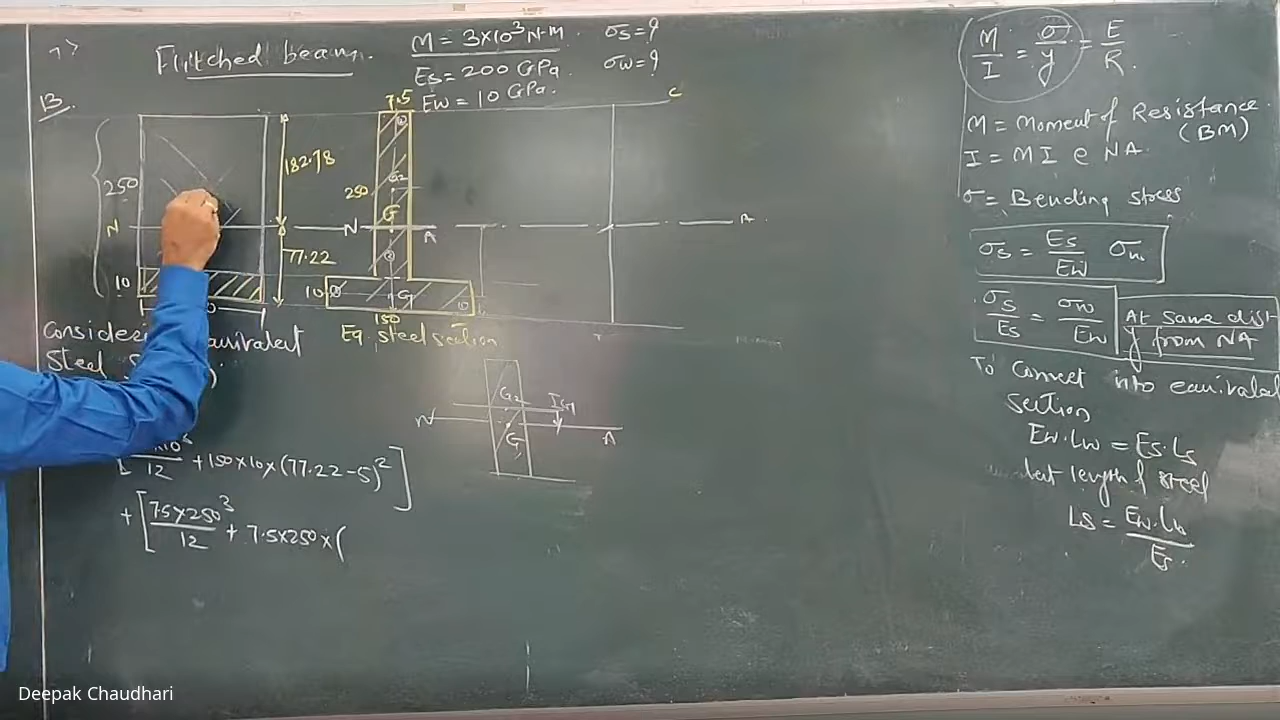 Flitched beam.
M = 3×10³ N-M. σs = ?
Es = 200 GPa. σw = ?
Ew = 10 GPa.
B.
7.5
C
182.78
250
250
G2
G
N
N
A
A
77.22
10
10
G1
150
Eq. steel section
Steel
12
+ 150×10×(77.22-5)²
+ [ 7.5×250³
12
+ 7.5×250×(
G2
IG1
N
G
A
M/I = σ/y = E/R.
M = Moment of Resistance
(BM)
I = MI @ NA.
σ = Bending stress
σs = Es/Ew σw.
σs/Es = σw/Ew
At same dist
y from NA
To convert into equivalent
section
Ew·Lw = Es·Ls
length of steel
Ls = Ew·Lw
Es.
Deepak Chaudhari